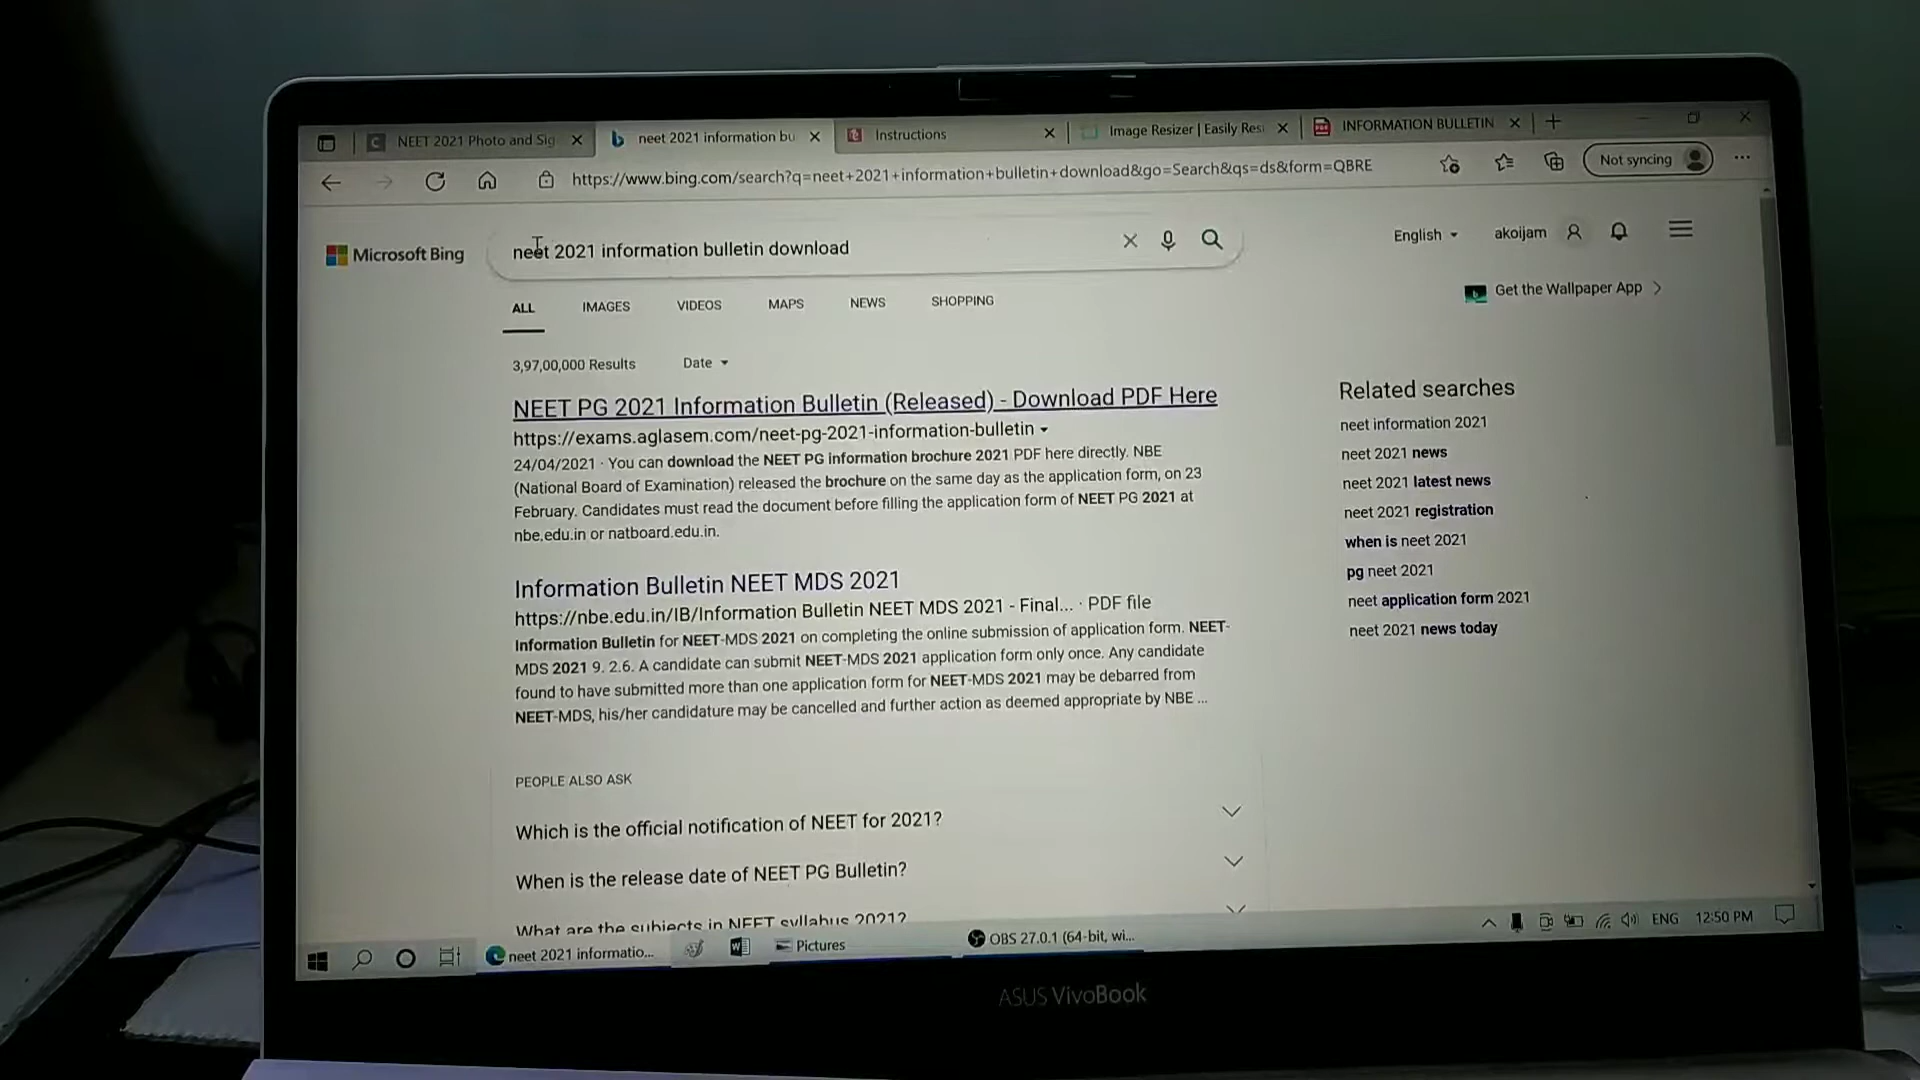 NEET 2021 Photo and Sig
neet 2021 information bu
Instructions
Image Resizer | Easily Resi
INFORMATION BULLETIN
https://www.bing.com/search?q=neet+2021+information+bulletin+download&go=Search&qs=ds&form=QBRE
Not syncing
Microsoft Bing
neet 2021 information bulletin download
English
akoijam
Get the Wallpaper App
ALL IMAGES VIDEOS MAPS NEWS SHOPPING
3,97,00,000 Results Date
NEET PG 2021 Information Bulletin (Released) - Download PDF Here
https://exams.aglasem.com/neet-pg-2021-information-bulletin
24/04/2021 · You can download the NEET PG information brochure 2021 PDF here directly. NBE
(National Board of Examination) released the brochure on the same day as the application form, on 23
February. Candidates must read the document before filling the application form of NEET PG 2021 at
nbe.edu.in or natboard.edu.in.
Information Bulletin NEET MDS 2021
https://nbe.edu.in/IB/Information Bulletin NEET MDS 2021 - Final... · PDF file
Information Bulletin for NEET-MDS 2021 on completing the online submission of application form. NEET-
MDS 2021 9. 2.6. A candidate can submit NEET-MDS 2021 application form only once. Any candidate
found to have submitted more than one application form for NEET-MDS 2021 may be debarred from
NEET-MDS, his/her candidature may be cancelled and further action as deemed appropriate by NBE ...
PEOPLE ALSO ASK
Which is the official notification of NEET for 2021?
When is the release date of NEET PG Bulletin?
What are the subjects in NEET syllabus 2021?
Related searches
neet information 2021
neet 2021 news
neet 2021 latest news
neet 2021 registration
when is neet 2021
pg neet 2021
neet application form 2021
neet 2021 news today
neet 2021 informatio...
Pictures
OBS 27.0.1 (64-bit, wi...
ENG
12:50 PM
ASUS VivoBook